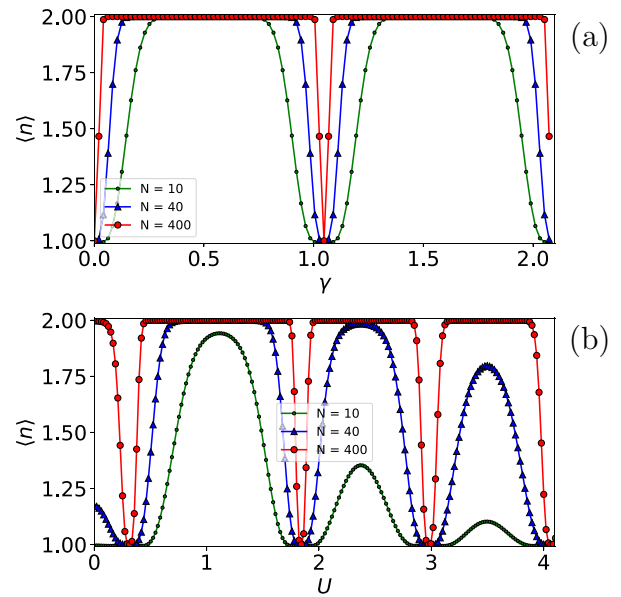 2.00
1.75
1.50
1.25
1.00
⟨n⟩
N = 10
N = 40
N = 400
0.0 0.5 1.0 1.5 2.0
γ
(a)
2.00
1.75
1.50
1.25
1.00
⟨n⟩
N = 10
N = 40
N = 400
0 1 2 3 4
U
(b)